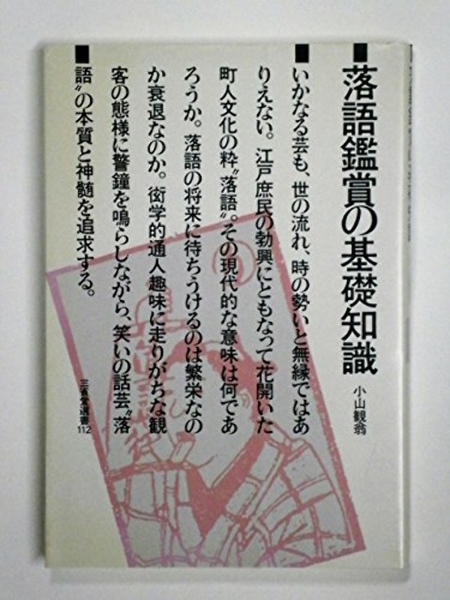 落語鑑賞の基礎知識
小山観翁
いかなる芸も、世の流れ、時の勢いと無縁ではあ
りえない。江戸庶民の勃興にともなって花開いた
町人文化の粋〝落語〟。その現代的な意味は何であ
ろうか。落語の将来に待ちうけるのは繁栄なの
か衰退なのか。衒学的通人趣味に走りがちな観
客の態様に警鐘を鳴らしながら、笑いの話芸〝落
語〟の本質と神髄を追求する。
三省堂選書112